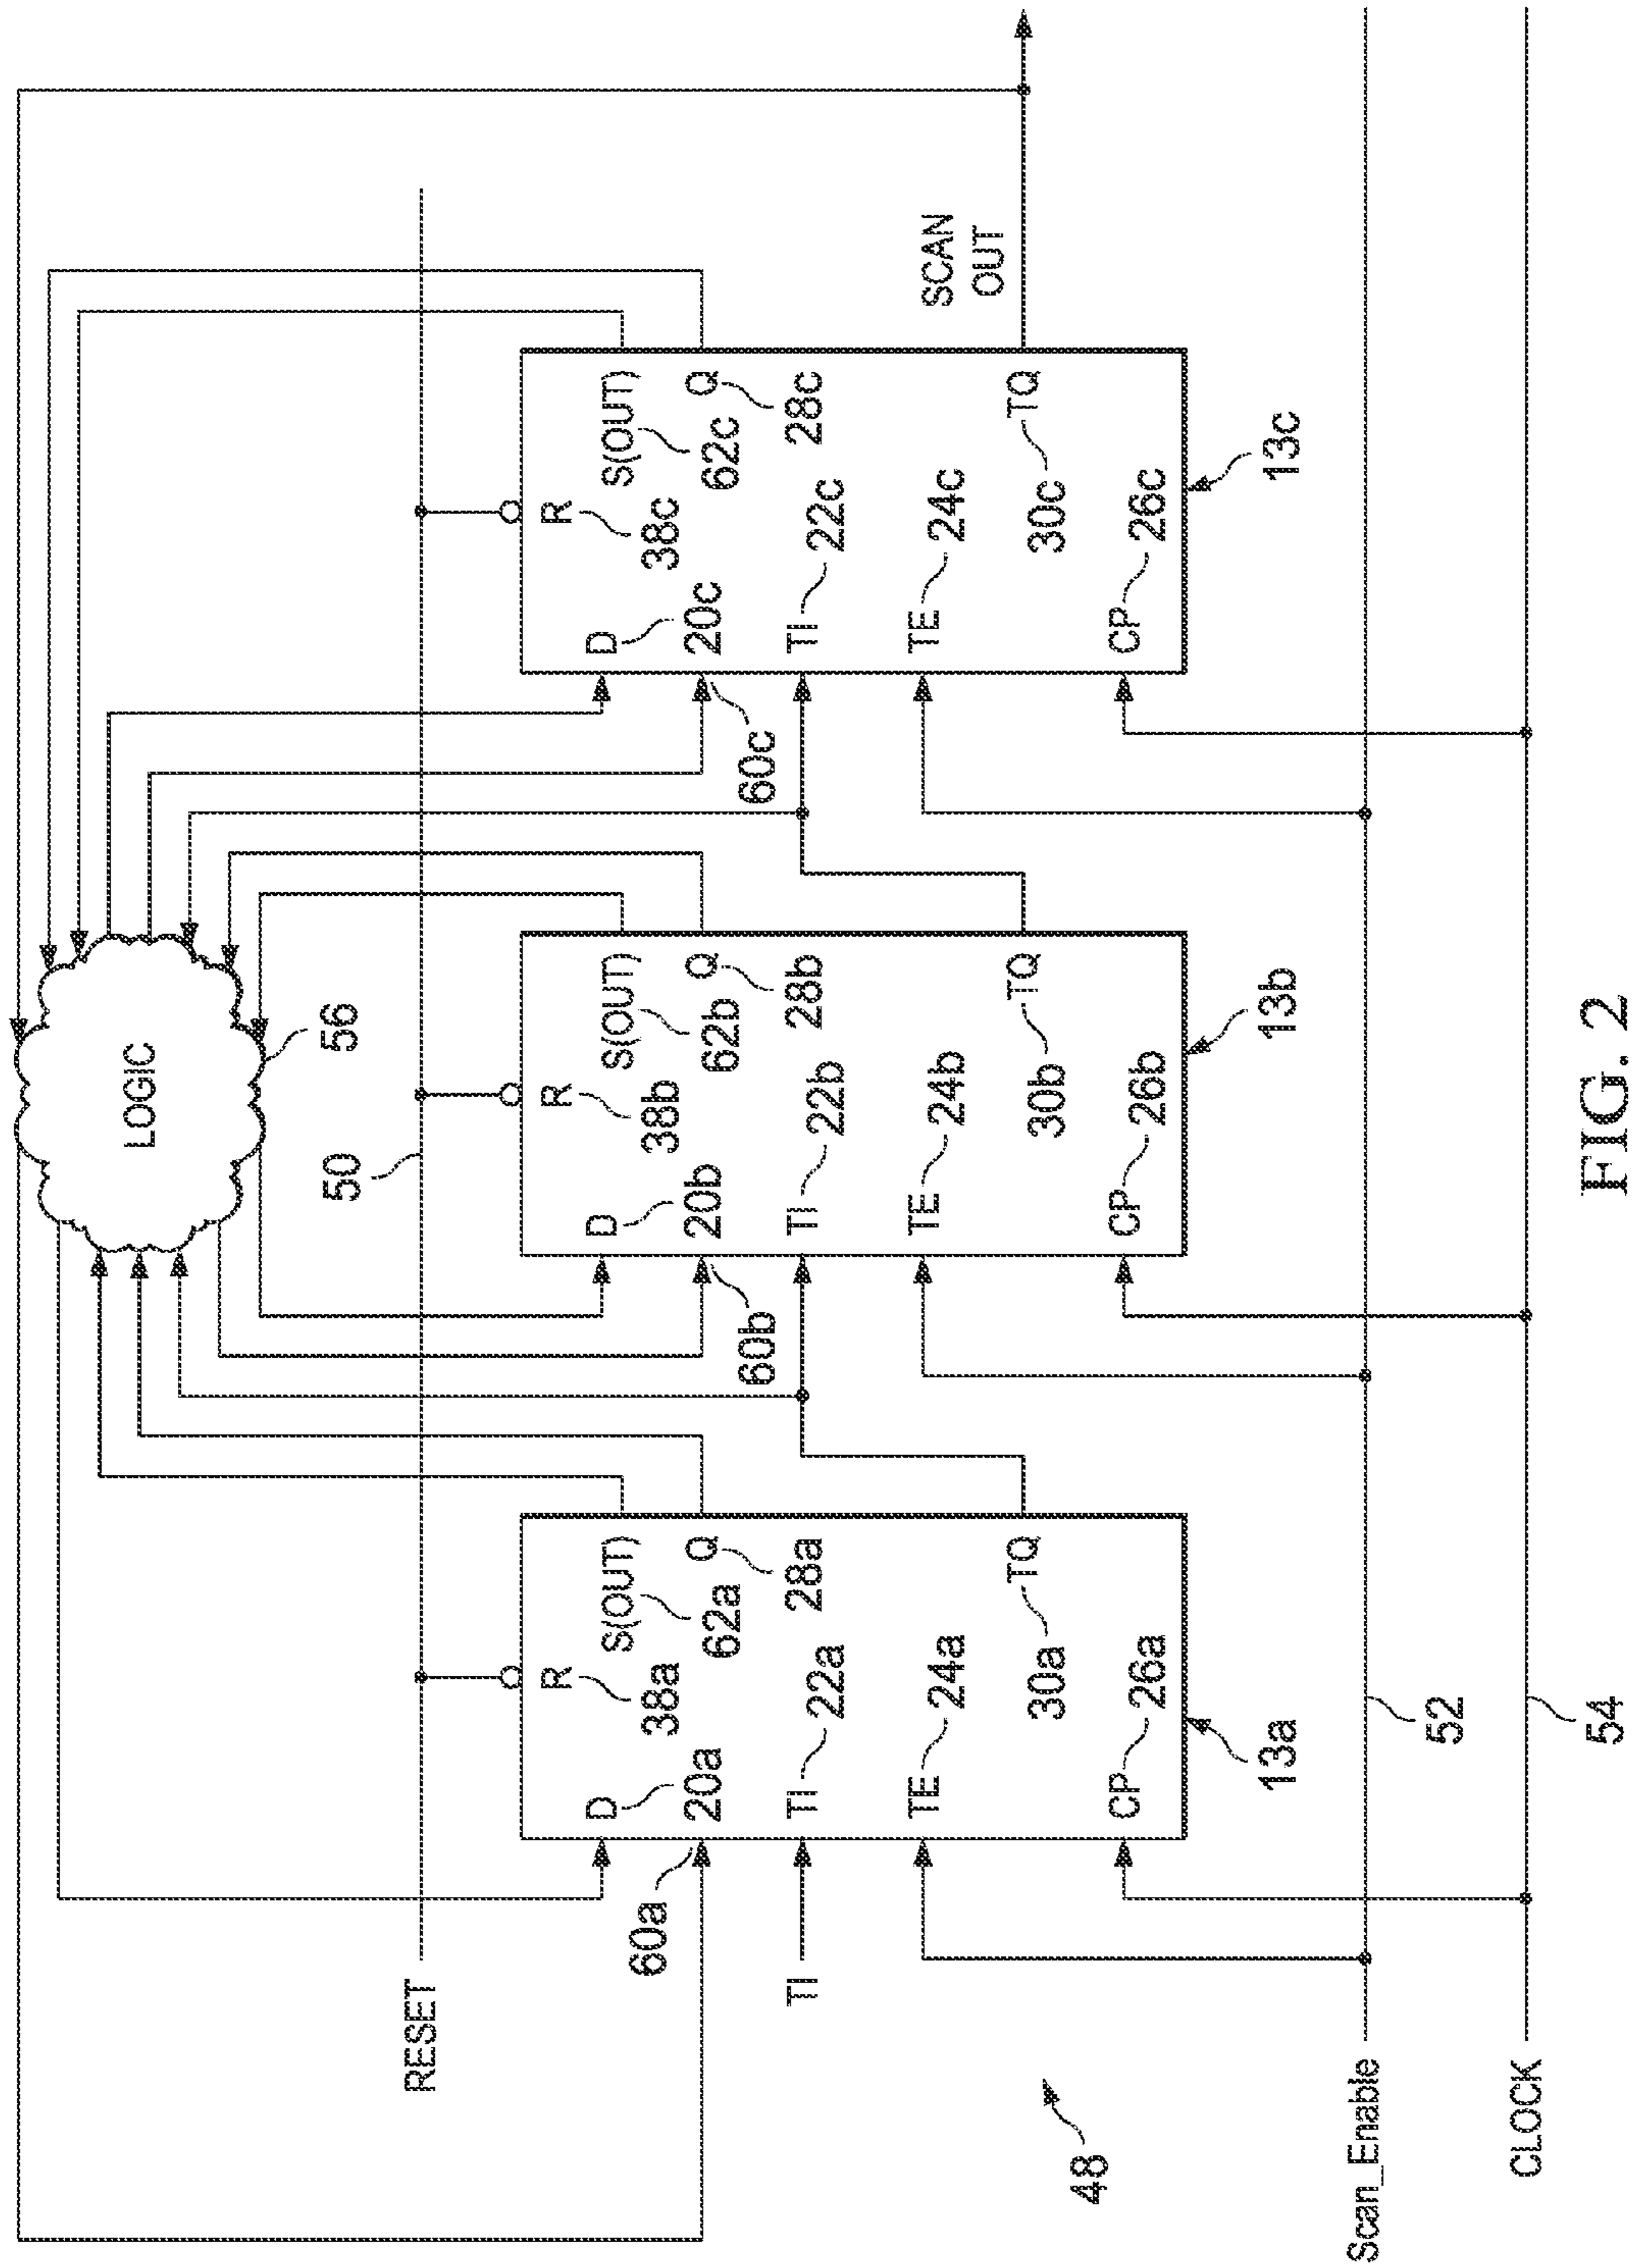 LOGIC
56
50
RESET
D
20a
R
38a
S(OUT)
62a
Q
28a
60a
TI
TI
22a
TE
24a
TQ
30a
CP
26a
13a
D
20b
R
38b
S(OUT)
62b
Q
28b
60b
TI
22b
TE
24b
TQ
30b
CP
26b
13b
D
20c
R
38c
S(OUT)
62c
Q
28c
60c
TI
22c
TE
24c
TQ
30c
CP
26c
13c
SCAN
OUT
48
Scan_Enable
52
CLOCK
54
FIG. 2